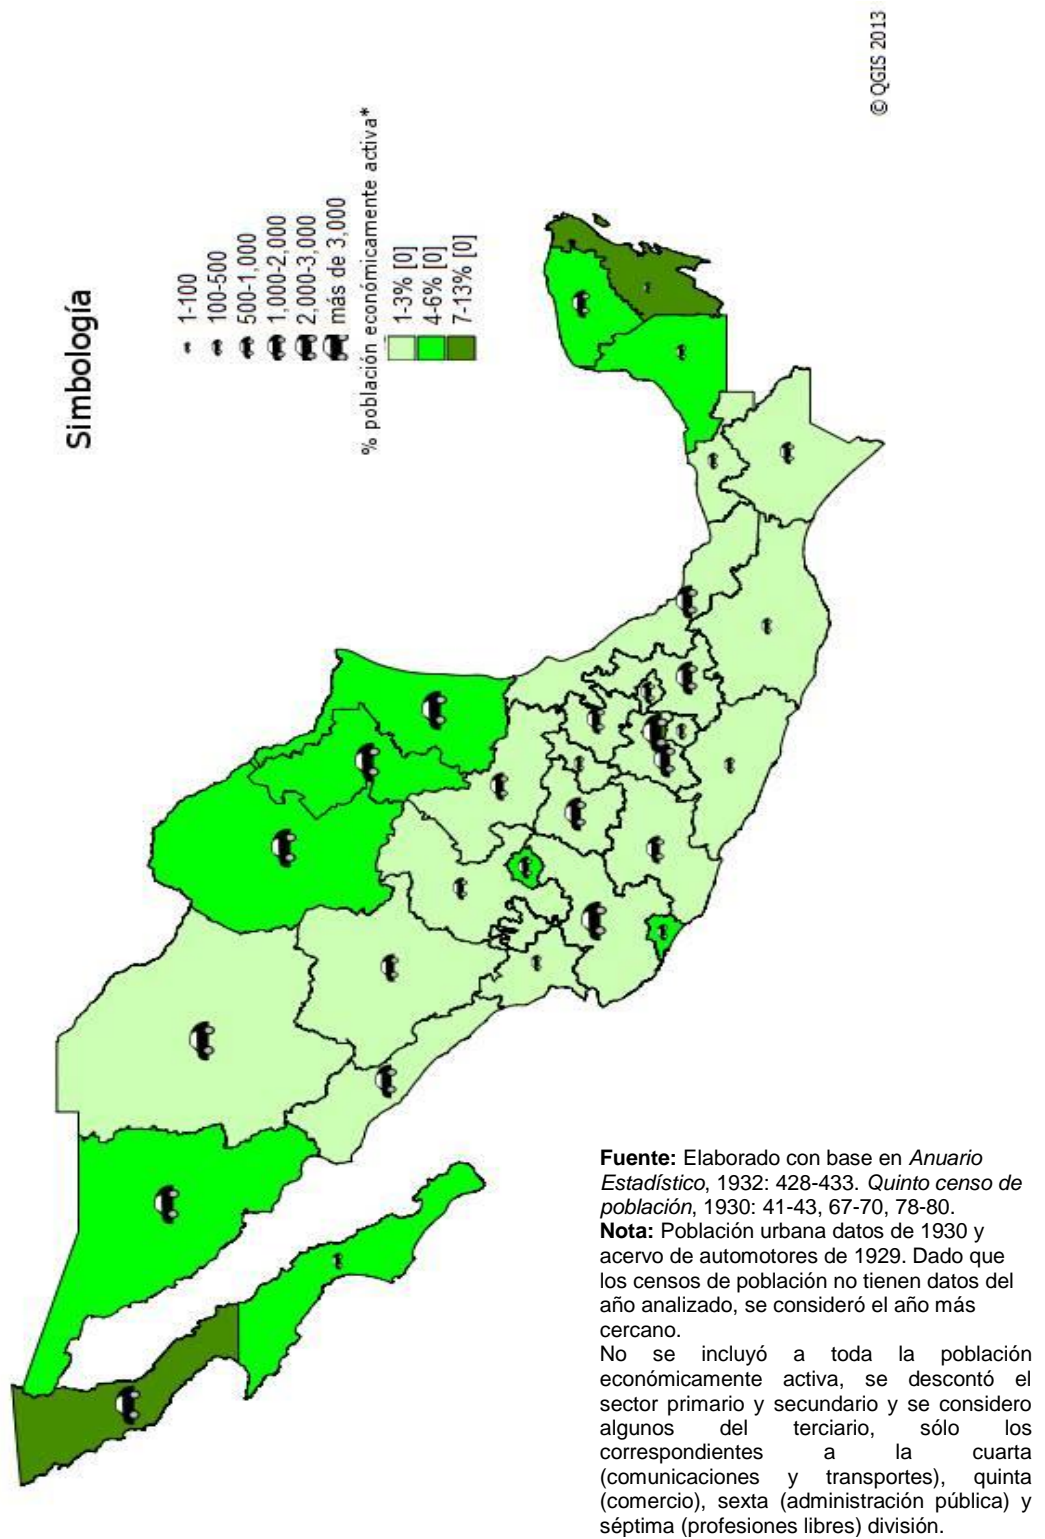 Simbología
1-100
100-500
500-1,000
1,000-2,000
2,000-3,000
más de 3,000
% población económicamente activa*
1-3% [0]
4-6% [0]
7-13% [0]
© QGIS 2013
Fuente: Elaborado con base en Anuario
Estadístico, 1932: 428-433. Quinto censo de
población, 1930: 41-43, 67-70, 78-80.
Nota: Población urbana datos de 1930 y
acervo de automotores de 1929. Dado que
los censos de población no tienen datos del
año analizado, se consideró el año más
cercano.
No se incluyó a toda la población
económicamente activa, se descontó el
sector primario y secundario y se considero
algunos del terciario, sólo los
correspondientes a la cuarta
(comunicaciones y transportes), quinta
(comercio), sexta (administración pública) y
séptima (profesiones libres) división.